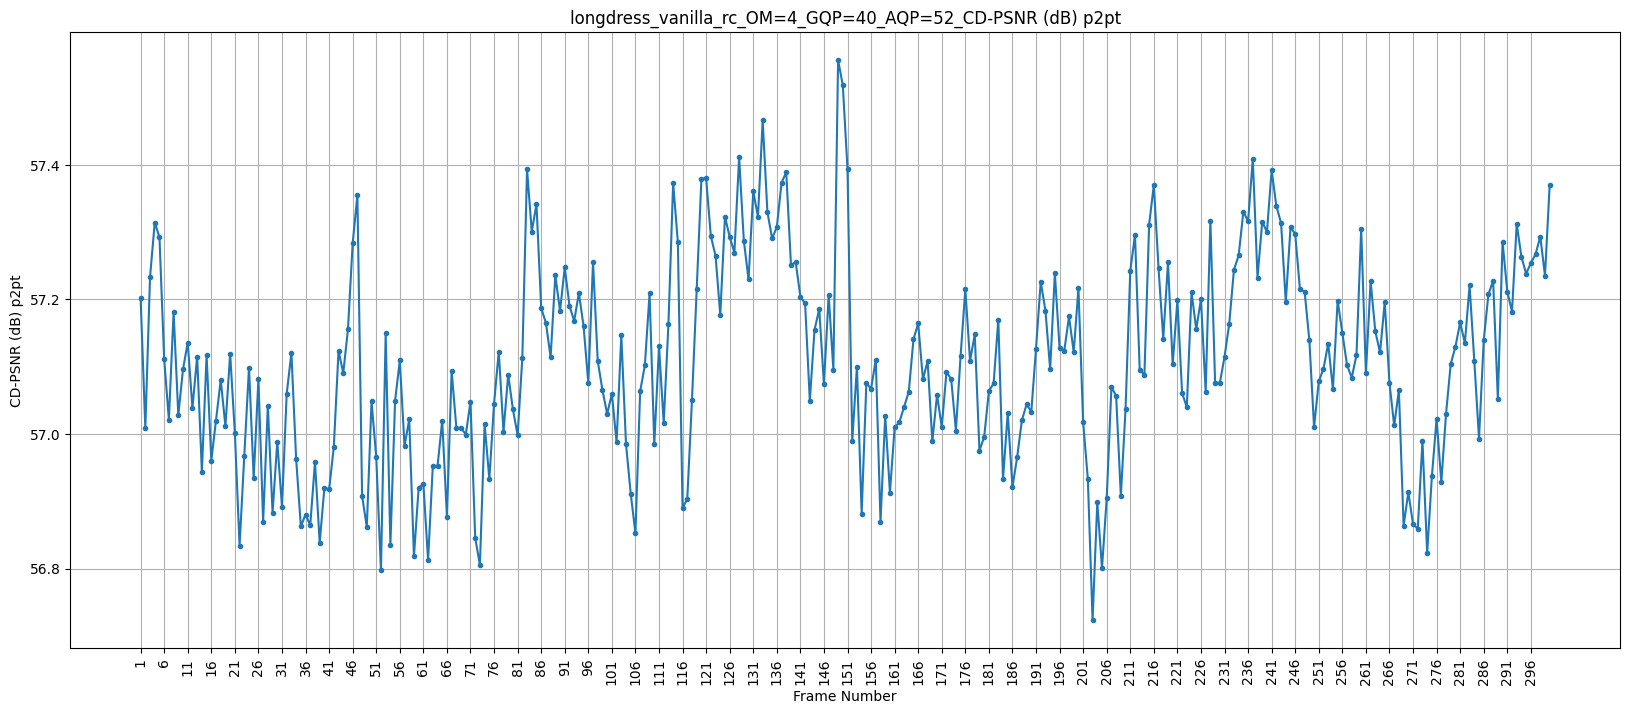 longdress_vanilla_rc_OM=4_GQP=40_AQP=52_CD-PSNR (dB) p2pt
CD-PSNR (dB) p2pt
57.4
57.2
57.0
56.8
1 6 11 16 21 26 31 36 41 46 51 56 61 66 71 76 81 86 91 96 101 106 111 116 121 126 131 136 141 146 151 156 161 166 171 176 181 186 191 196 201 206 211 216 221 226 231 236 241 246 251 256 261 266 271 276 281 286 291 296
Frame Number